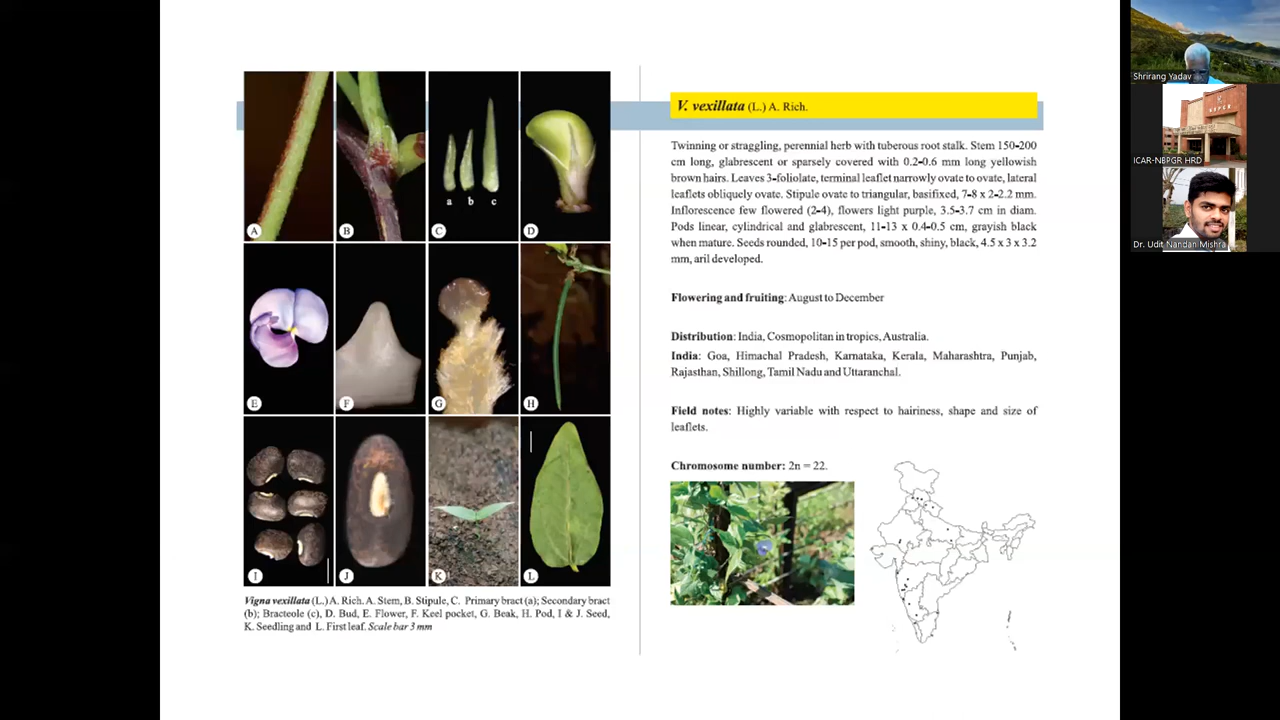 A
B
a b c
C
D
E
F
G
H
I
J
K
L
Vigna vexillata (L.) A. Rich. A. Stem, B. Stipule, C. Primary bract (a); Secondary bract
(b); Bracteole (c), D. Bud, E. Flower, F. Keel pocket, G. Beak, H. Pod, I & J. Seed,
K. Seedling and L. First leaf. Scale bar 3 mm
V. vexillata (L.) A. Rich.
Twinning or straggling, perennial herb with tuberous root stalk. Stem 150-200
cm long, glabrescent or sparsely covered with 0.2-0.6 mm long yellowish
brown hairs. Leaves 3-foliolate, terminal leaflet narrowly ovate to ovate, lateral
leaflets obliquely ovate. Stipule ovate to triangular, basifixed, 7-8 x 2-2.2 mm.
Inflorescence few flowered (2-4), flowers light purple, 3.5-3.7 cm in diam.
Pods linear, cylindrical and glabrescent, 11-13 x 0.4-0.5 cm, grayish black
when mature. Seeds rounded, 10-15 per pod, smooth, shiny, black, 4.5 x 3 x 3.2
mm, aril developed.
Flowering and fruiting: August to December
Distribution: India, Cosmopolitan in tropics, Australia.
India: Goa, Himachal Pradesh, Karnataka, Kerala, Maharashtra, Punjab,
Rajasthan, Shillong, Tamil Nadu and Uttaranchal.
Field notes: Highly variable with respect to hairiness, shape and size of
leaflets.
Chromosome number: 2n = 22.
Shrirang Yadav
ICAR-NBPGR HRD
Dr. Udit Nandan Mishra